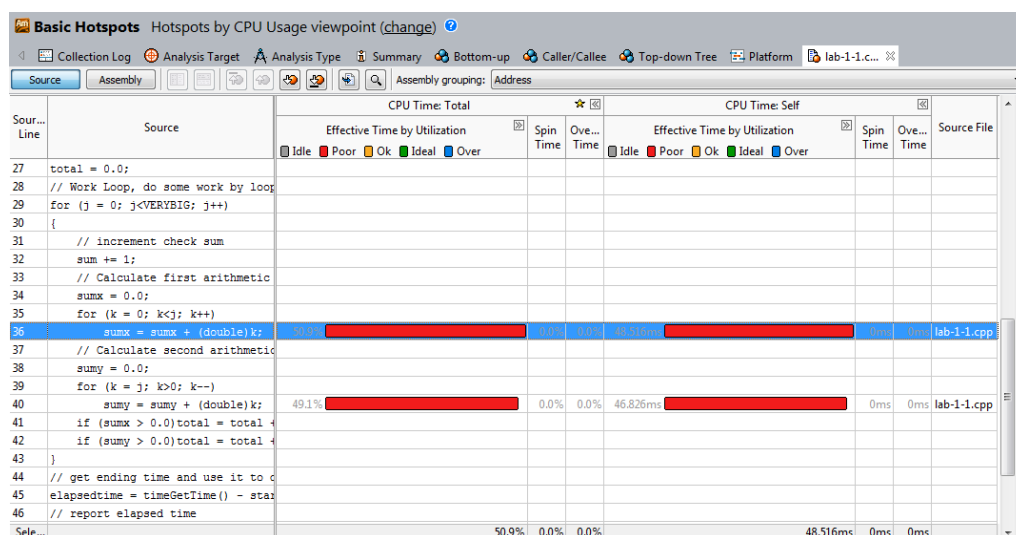 Basic Hotspots Hotspots by CPU Usage viewpoint (change) ?
Collection Log Analysis Target Analysis Type Summary Bottom-up Caller/Callee Top-down Tree Platform lab-1-1.c...
Source Assembly Assembly grouping: Address
CPU Time: Total CPU Time: Self
Sour... Line Source Effective Time by Utilization Spin Time Ove... Time Effective Time by Utilization Spin Time Ove... Time Source File
Idle Poor Ok Ideal Over Idle Poor Ok Ideal Over
27 total = 0.0;
28 // Work Loop, do some work by loop
29 for (j = 0; j<VERYBIG; j++)
30 {
31 // increment check sum
32 sum += 1;
33 // Calculate first arithmetic
34 sumx = 0.0;
35 for (k = 0; k<j; k++)
36 sumx = sumx + (double)k; 50.9% 0.0% 0.0% 48.516ms 0ms 0ms lab-1-1.cpp
37 // Calculate second arithmetic
38 sumy = 0.0;
39 for (k = j; k>0; k--)
40 sumy = sumy + (double)k; 49.1% 0.0% 0.0% 46.826ms 0ms 0ms lab-1-1.cpp
41 if (sumx > 0.0)total = total +
42 if (sumy > 0.0)total = total +
43 }
44 // get ending time and use it to
45 elapsedtime = timeGetTime() - sta
46 // report elapsed time
Sele... 50.9% 0.0% 0.0% 48.516ms 0ms 0ms